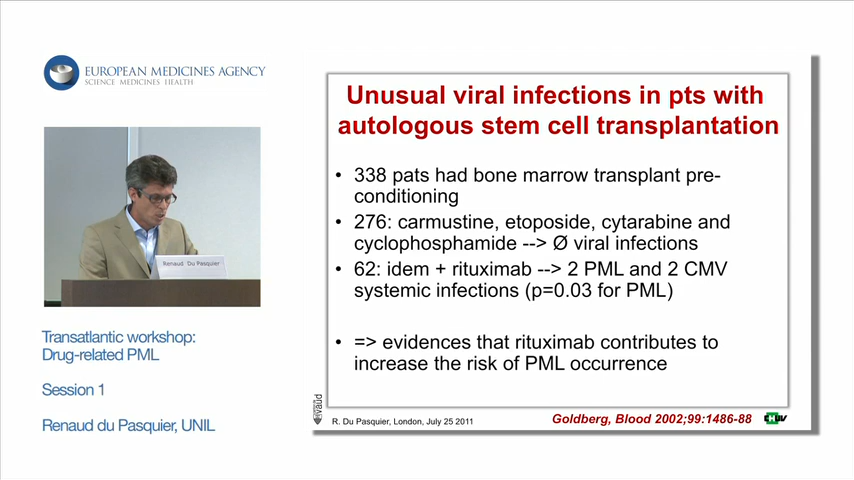 EUROPEAN MEDICINES AGENCY
SCIENCE MEDICINES HEALTH
Renaud Du Pasquier
Transatlantic workshop:
Drug-related PML
Session 1
Renaud du Pasquier, UNIL
Unusual viral infections in pts with
autologous stem cell transplantation
• 338 pats had bone marrow transplant pre-
conditioning
• 276: carmustine, etoposide, cytarabine and
cyclophosphamide --> Ø viral infections
• 62: idem + rituximab --> 2 PML and 2 CMV
systemic infections (p=0.03 for PML)
• => evidences that rituximab contributes to
increase the risk of PML occurrence
vaud
R. Du Pasquier, London, July 25 2011
Goldberg, Blood 2002;99:1486-88
CHUV